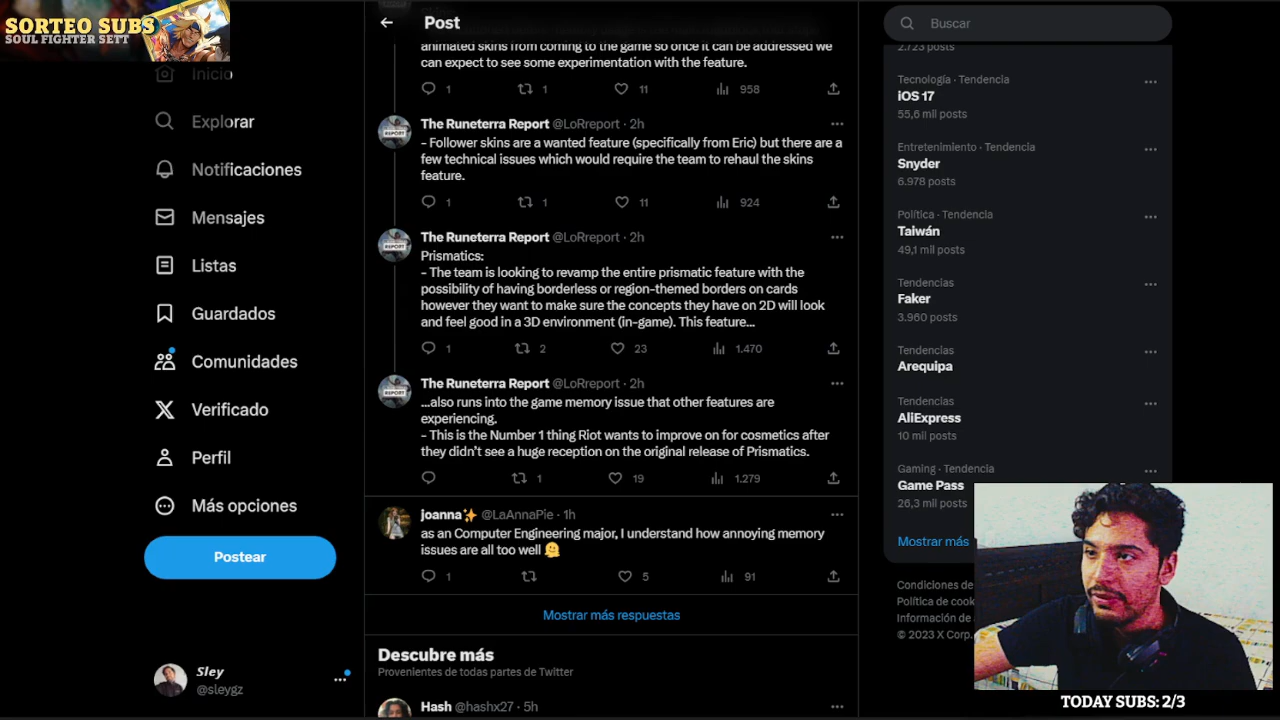 SORTEO SUBS
SOUL FIGHTER SETT
Inicio
Explorar
Notificaciones
Mensajes
Listas
Guardados
Comunidades
Verificado
Perfil
Más opciones
Postear
Sley
@sleygz
Post
animated skins from coming to the game so once it can be addressed we
can expect to see some experimentation with the feature.
1 1 11 958
The Runeterra Report @LoRreport · 2h
- Follower skins are a wanted feature (specifically from Eric) but there are
a few technical issues which would require the team to rehaul the skins
feature.
1 1 11 924
The Runeterra Report @LoRreport · 2h
Prismatics:
- The team is looking to revamp the entire prismatic feature with the
possibility of having borderless or region-themed borders on cards
however they want to make sure the concepts they have on 2D will look
and feel good in a 3D environment (in-game). This feature...
1 2 23 1.470
The Runeterra Report @LoRreport · 2h
...also runs into the game memory issue that other features are
experiencing.
- This is the Number 1 thing Riot wants to improve on for cosmetics after
they didn't see a huge reception on the original release of Prismatics.
1 19 1.279
joanna✨ @LaAnnaPie · 1h
as an Computer Engineering major, I understand how annoying memory
issues are all too well 🫠
1 5 91
Mostrar más respuestas
Descubre más
Provenientes de todas partes de Twitter
Hash @hashx27 · 5h
Buscar
2.723 posts
Tecnología · Tendencia
iOS 17
55,6 mil posts
Entretenimiento · Tendencia
Snyder
6.978 posts
Política · Tendencia
Taiwán
49,1 mil posts
Tendencias
Faker
3.960 posts
Tendencias
Arequipa
Tendencias
AliExpress
10 mil posts
Gaming · Tendencia
Game Pass
26,3 mil posts
Mostrar más
Condiciones de
Política de cook
Información de
© 2023 X Corp.
TODAY SUBS: 2/3
REPORT
REPORT
REPORT